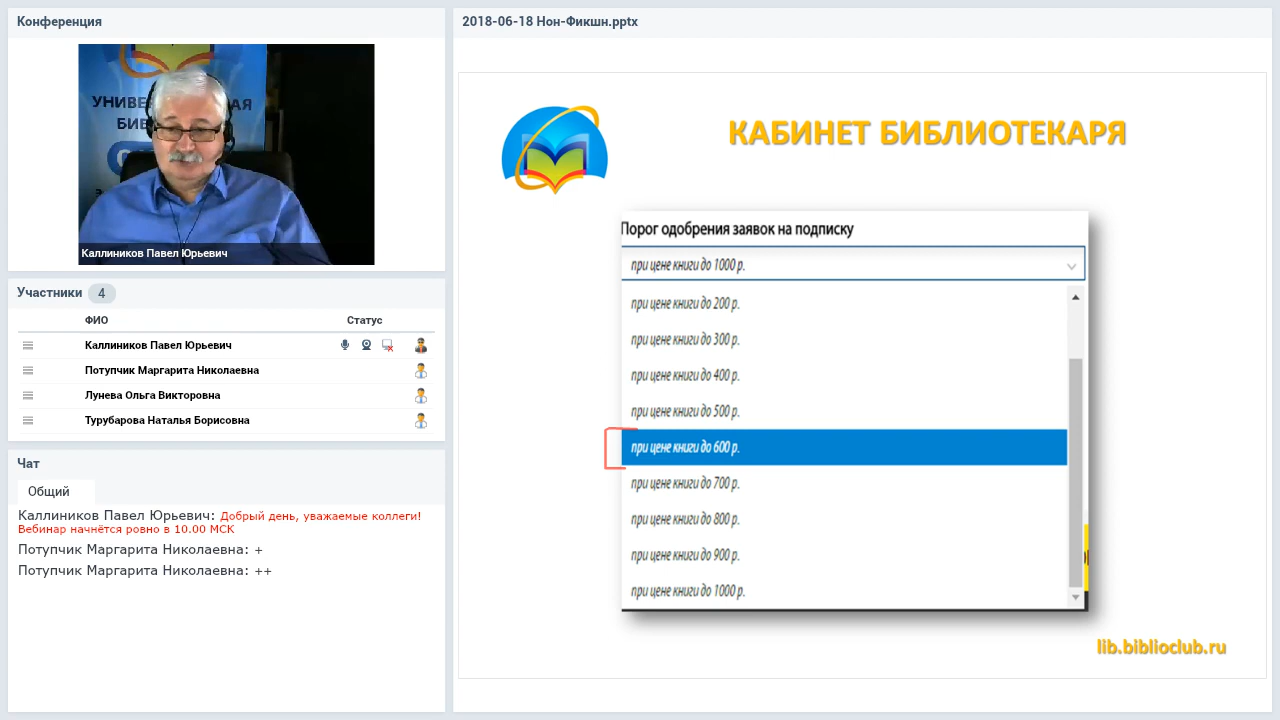 Конференция
Каллиников Павел Юрьевич
Участники 4
ФИО Статус
Каллиников Павел Юрьевич
Потупчик Маргарита Николаевна
Лунева Ольга Викторовна
Турубарова Наталья Борисовна
Чат
Общий
Каллиников Павел Юрьевич: Добрый день, уважаемые коллеги!
Вебинар начнётся ровно в 10.00 МСК
Потупчик Маргарита Николаевна: +
Потупчик Маргарита Николаевна: ++
2018-06-18 Нон-Фикшн.pptx
КАБИНЕТ БИБЛИОТЕКАРЯ
Порог одобрения заявок на подписку
при цене книги до 1000 р.
при цене книги до 200 р.
при цене книги до 300 р.
при цене книги до 400 р.
при цене книги до 500 р.
при цене книги до 600 р.
при цене книги до 700 р.
при цене книги до 800 р.
при цене книги до 900 р.
при цене книги до 1000 р.
lib.biblioclub.ru